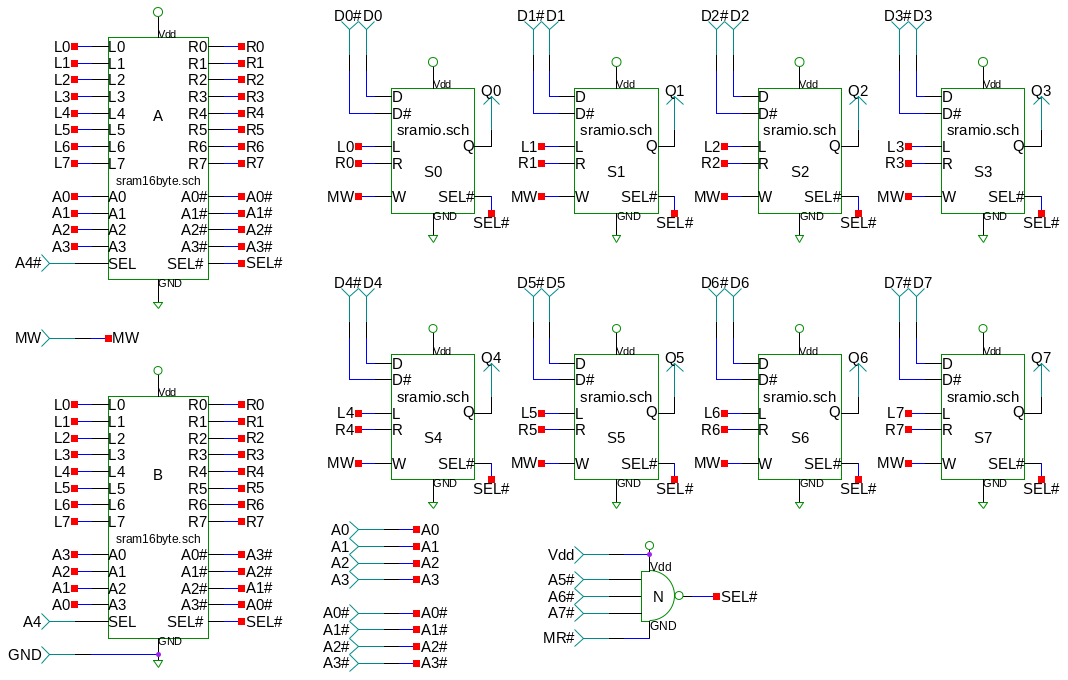 D0# D0 D1# D1 D2# D2 D3# D3
Vdd
L0 L0 R0 R0
L1 L1 R1 R1
L2 L2 R2 R2
L3 L3 R3 R3
L4 L4 A R4 R4
L5 L5 R5 R5
L6 L6 R6 R6
L7 L7 R7 R7
sram16byte.sch
A0 A0 A0# A0#
A1 A1 A1# A1#
A2 A2 A2# A2#
A3 A3 A3# A3#
A4# SEL SEL# SEL#
GND
Vdd Vdd Vdd Vdd
D Q0 D Q1 D Q2 D Q3
D# D# D# D#
sramio.sch sramio.sch sramio.sch sramio.sch
L0 L Q L1 L Q L2 L Q L3 L Q
R0 R R1 R R2 R R3 R
S0 S1 S2 S3
MW W SEL# MW W SEL# MW W SEL# MW W SEL#
GND SEL# GND SEL# GND SEL# GND SEL#
D4# D4 D5# D5 D6# D6 D7# D7
MW MW
Vdd Vdd Vdd Vdd
D Q4 D Q5 D Q6 D Q7
D# D# D# D#
sramio.sch sramio.sch sramio.sch sramio.sch
L4 L Q L5 L Q L6 L Q L7 L Q
R4 R R5 R R6 R R7 R
S4 S5 S6 S7
MW W SEL# MW W SEL# MW W SEL# MW W SEL#
GND SEL# GND SEL# GND SEL# GND SEL#
Vdd
L0 L0 R0 R0
L1 L1 R1 R1
L2 L2 R2 R2
L3 L3 R3 R3
L4 L4 B R4 R4
L5 L5 R5 R5
L6 L6 R6 R6
L7 L7 R7 R7
sram16byte.sch
A3 A0 A0# A3#
A2 A1 A1# A2#
A1 A2 A2# A1#
A0 A3 A3# A0#
A4 SEL SEL# SEL#
GND
GND
A0 A0
A1 A1
A2 A2
A3 A3
A0# A0#
A1# A1#
A2# A2#
A3# A3#
Vdd Vdd
A5#
A6# N SEL#
A7#
GND
MR#